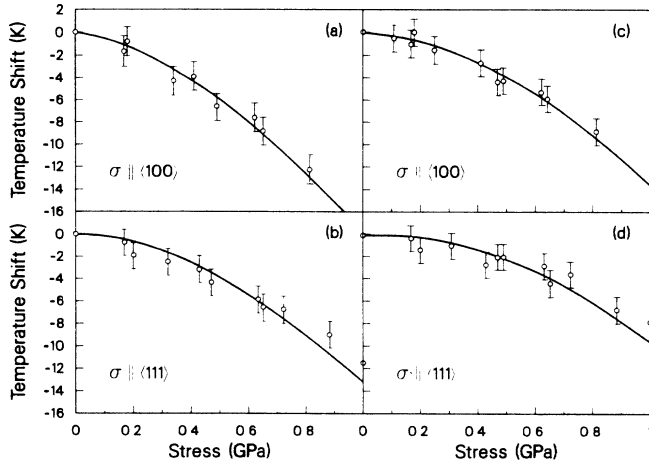 2
0
-2
-4
-6
-8
-10
-12
-14
-16
Temperature Shift (K)
(a)
σ || ⟨100⟩
(c)
σ || ⟨100⟩
0
-2
-4
-6
-8
-10
-12
-14
-16
Temperature Shift (K)
(b)
σ || ⟨111⟩
(d)
σ || ⟨111⟩
0 0 2 0 4 0 6 0 8 0 0 2 0 4 0 6 0 8 1
Stress (GPa) Stress (GPa)